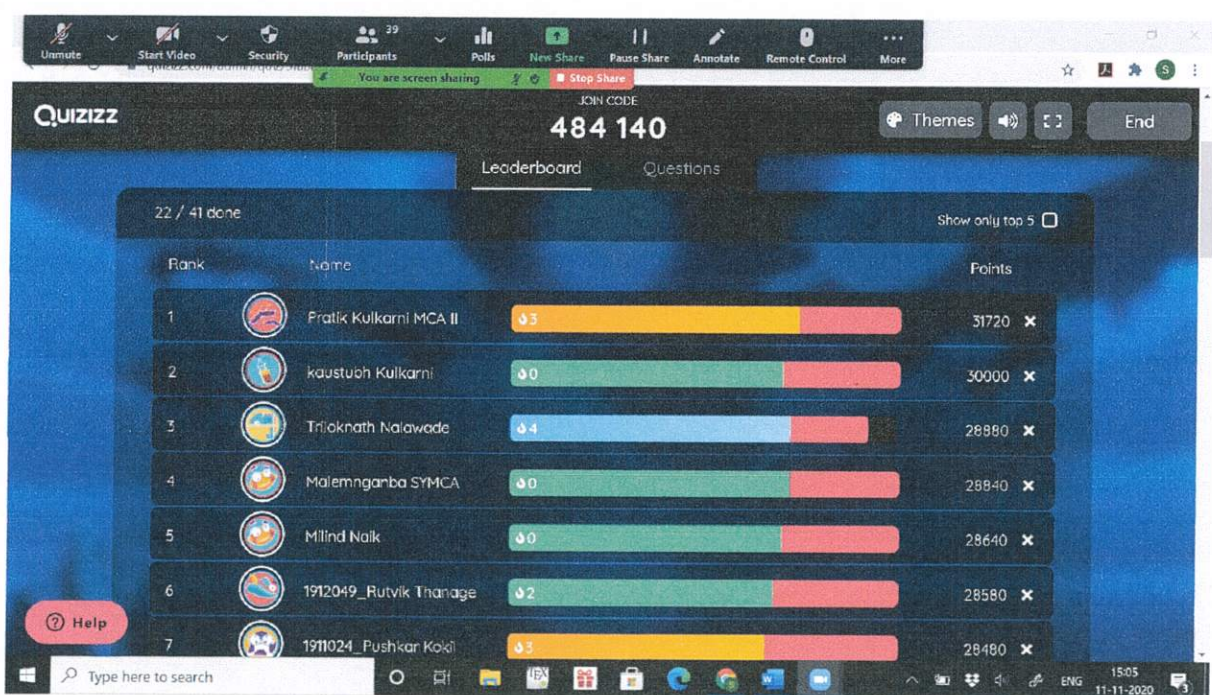 39
Unmute Start Video Security Participants Polls New Share Pause Share Annotate Remote Control More
You are screen sharing Stop Share
S
QUIZIZZ
JOIN CODE
484 140
Themes End
Leaderboard Questions
22 / 41 done Show only top 5
Rank Name Points
1 Pratik Kulkarni MCA II 3 31720
2 kaustubh Kulkarni 0 30000
3 Triloknath Nalawade 4 28880
4 Malemnganba SYMCA 0 28840
5 Milind Naik 0 28640
6 1912049_Rutvik Thanage 2 28580
7 1911024_Pushkar Kokil 3 28480
Help
Type here to search
ENG 15:05
11-11-2020